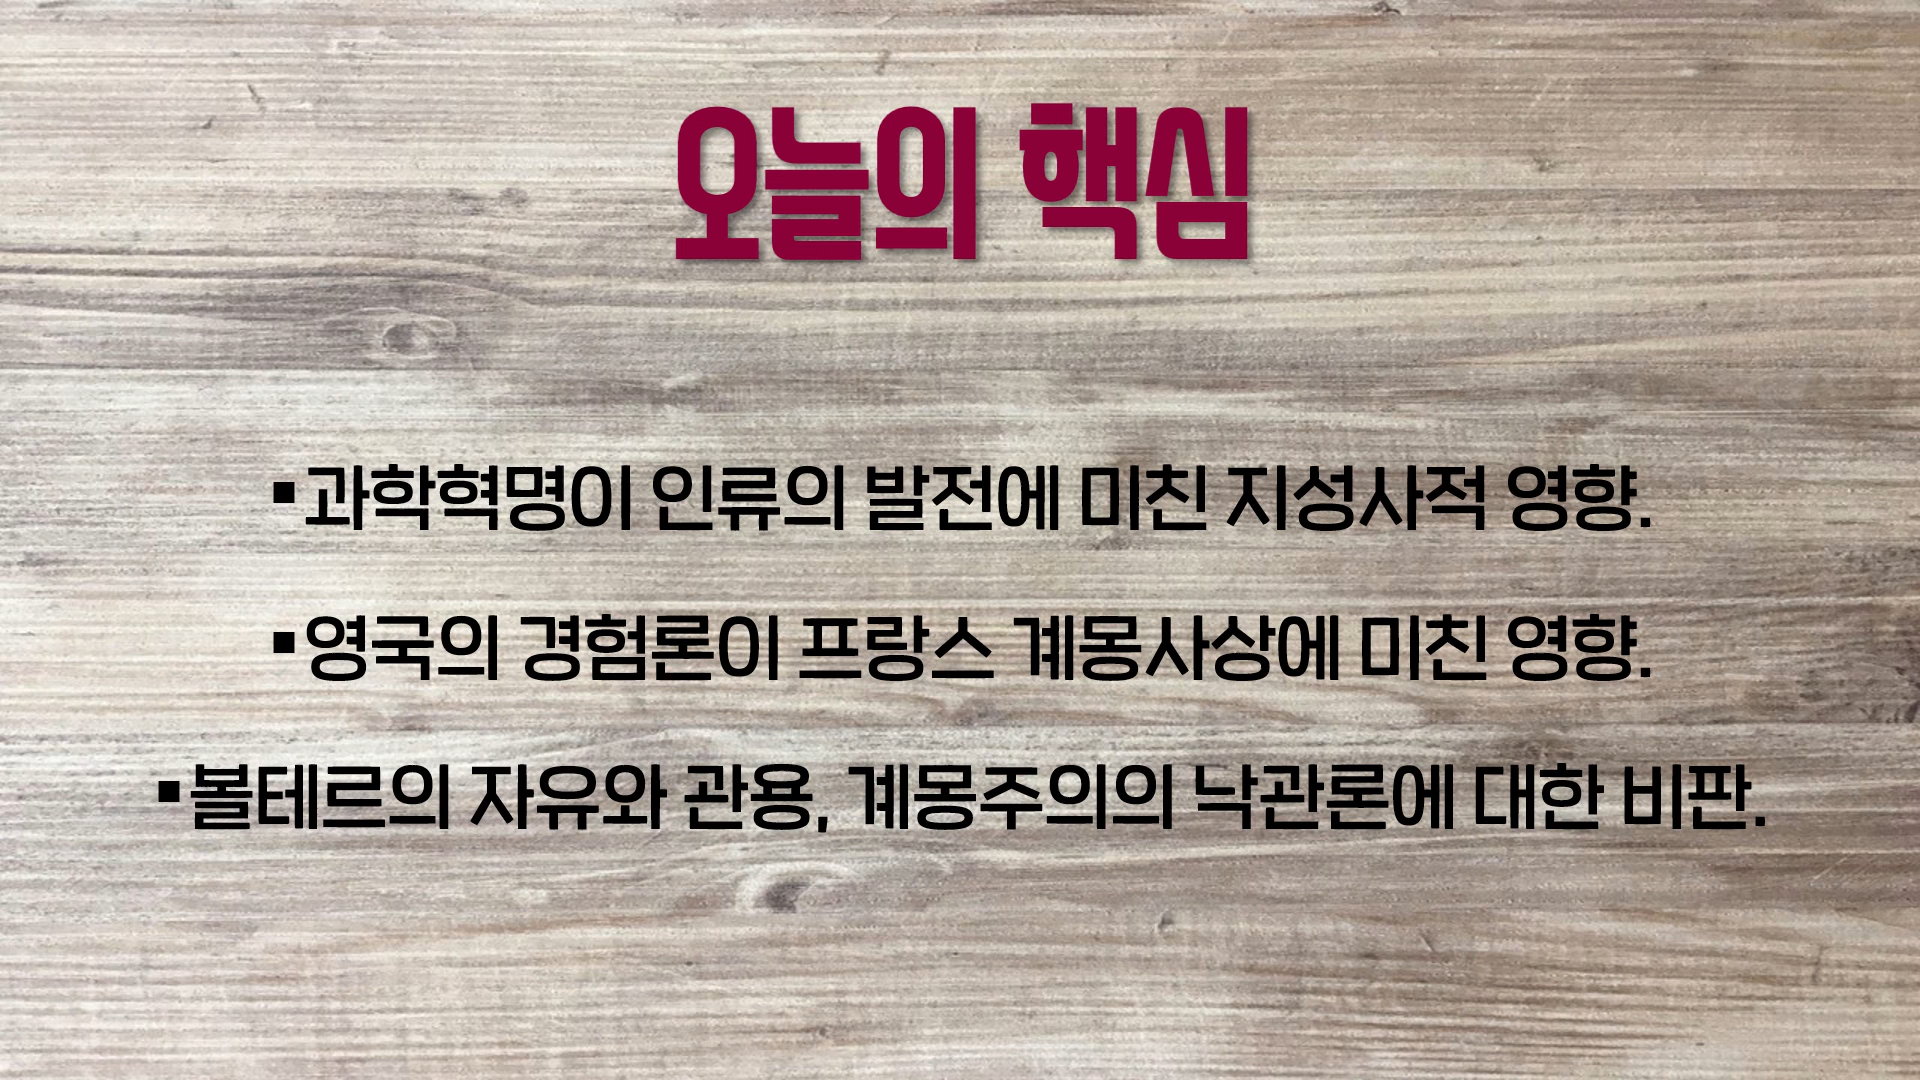 오늘의 핵심
▪과학혁명이 인류의 발전에 미친 지성사적 영향.
▪영국의 경험론이 프랑스 계몽사상에 미친 영향.
▪볼테르의 자유와 관용, 계몽주의의 낙관론에 대한 비판.